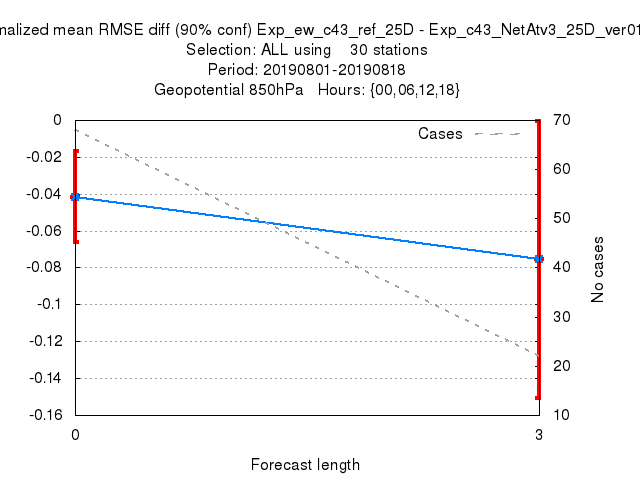 malized mean RMSE diff (90% conf) Exp_ew_c43_ref_25D - Exp_c43_NetAtv3_25D_ver01
Selection: ALL using 30 stations
Period: 20190801-20190818
Geopotential 850hPa Hours: {00,06,12,18}
Cases
0
-0.02
-0.04
-0.06
-0.08
-0.1
-0.12
-0.14
-0.16
70
60
50
40
30
20
10
No cases
0
3
Forecast length